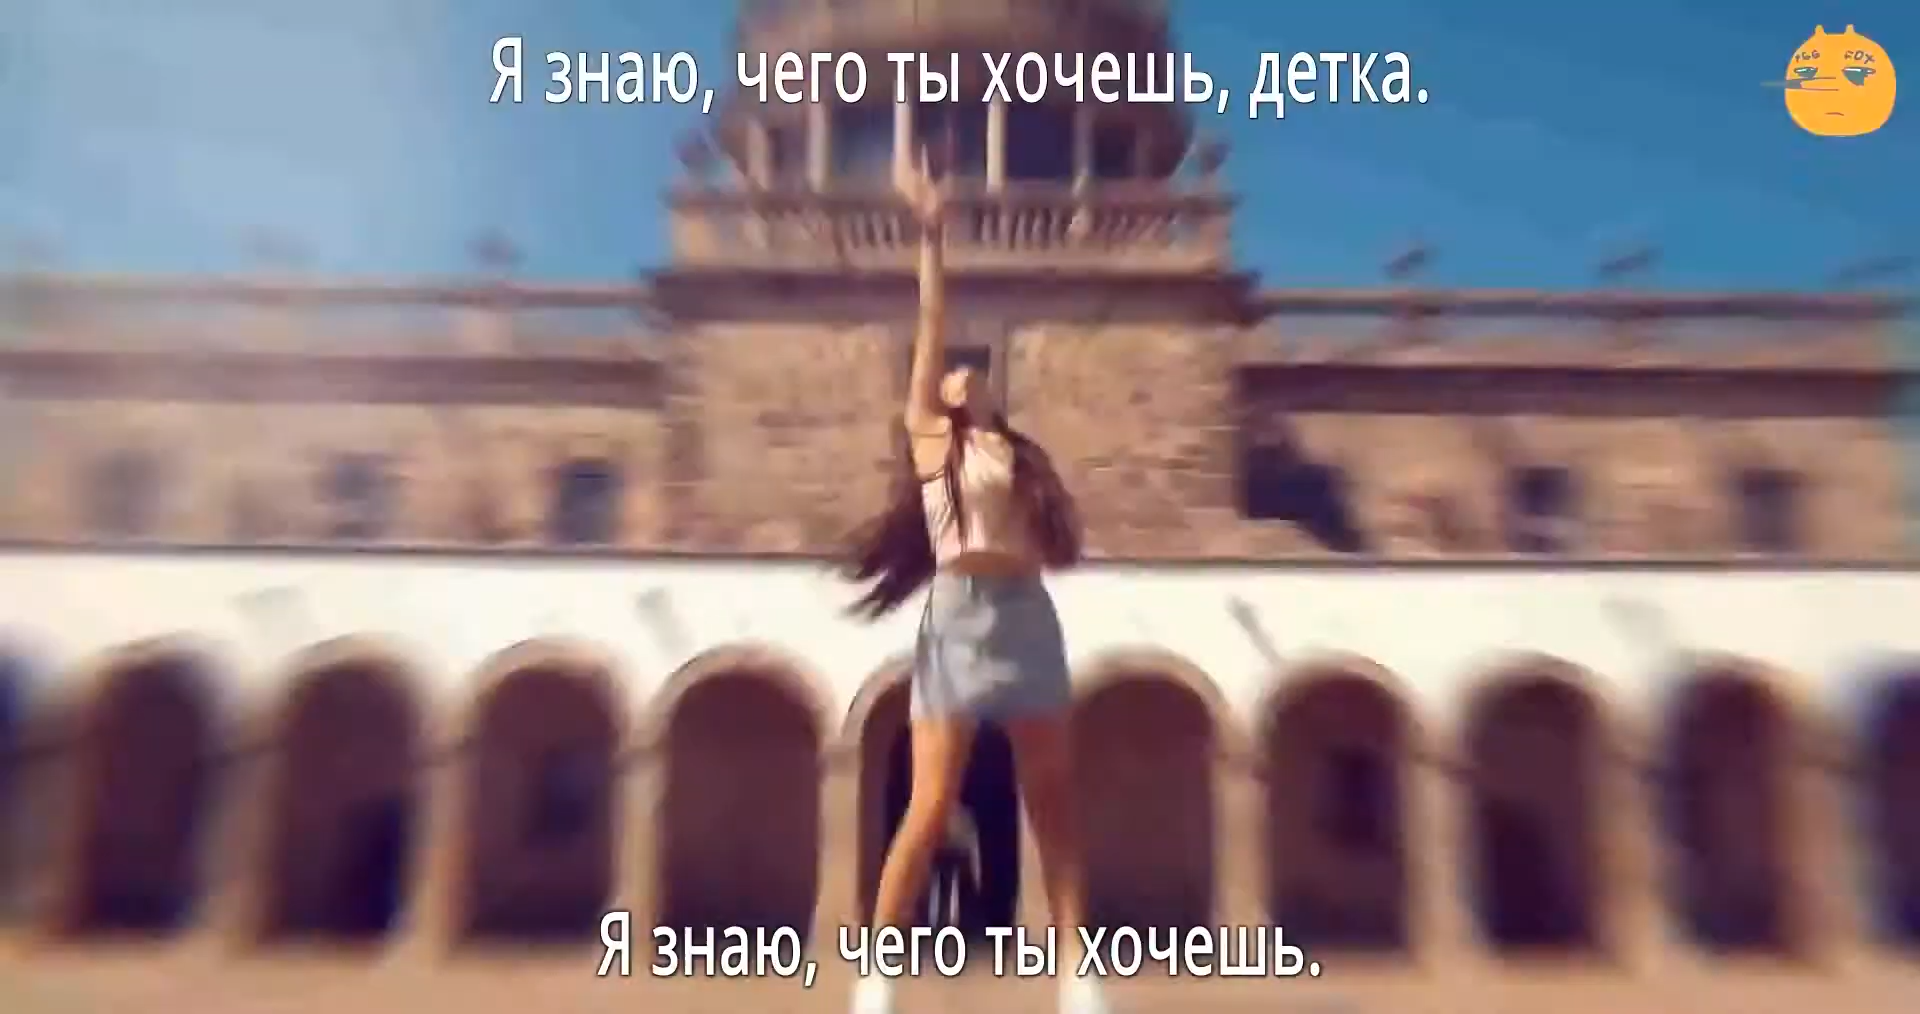 Я знаю, чего ты хочешь, детка.
Я знаю, чего ты хочешь.